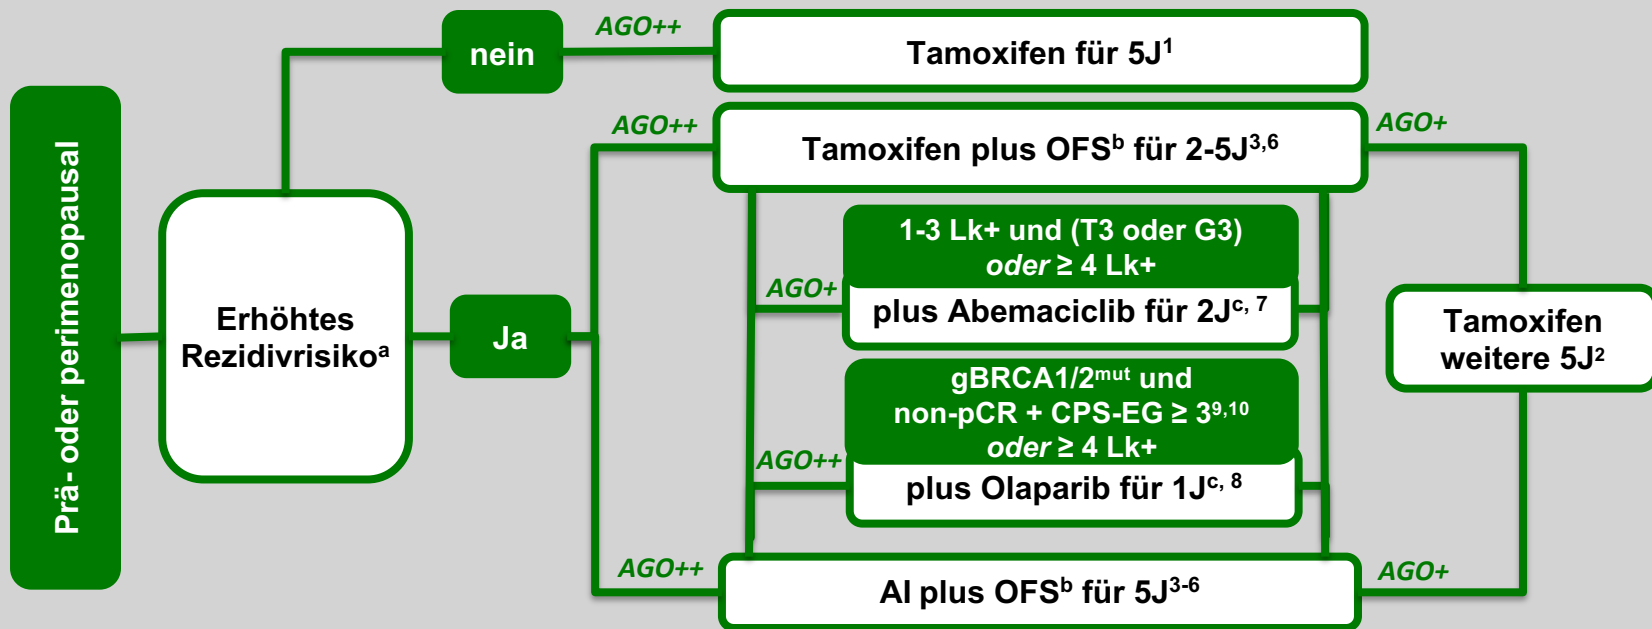 Prä- oder perimenopausal
Erhöhtes
Rezidivrisikoᵃ
nein
AGO++
Tamoxifen für 5J¹
Ja
AGO++
Tamoxifen plus OFSᵇ für 2-5J³,⁶
AGO+
1-3 Lk+ und (T3 oder G3)
oder ≥ 4 Lk+
AGO+
plus Abemaciclib für 2Jᶜ, ⁷
gBRCA1/2ᵐᵘᵗ und
non-pCR + CPS-EG ≥ 3⁹,¹⁰
oder ≥ 4 Lk+
AGO++
plus Olaparib für 1Jᶜ, ⁸
AGO++
AI plus OFSᵇ für 5J³⁻⁶
AGO+
Tamoxifen
weitere 5J²